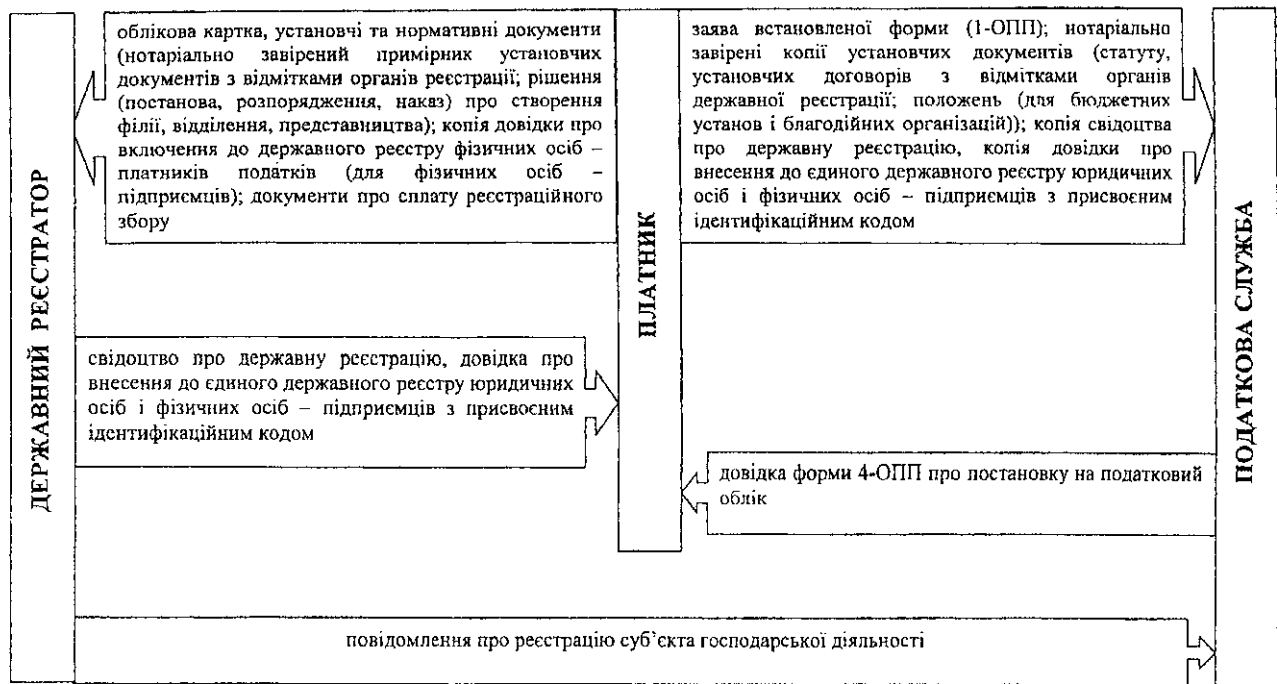 ДЕРЖАВНИЙ РЕЄСТРАТОР
облікова картка, установчі та нормативні документи
(нотаріально завірений примірних установчих
документів з відмітками органів реєстрації; рішення
(постанова, розпорядження, наказ) про створення
філії, відділення, представництва); копія довідки про
включення до державного реєстру фізичних осіб –
платників податків (для фізичних осіб –
підприємців); документи про сплату реєстраційного
збору
свідоцтво про державну реєстрацію, довідка про
внесення до єдиного державного реєстру юридичних
осіб і фізичних осіб – підприємців з присвоєним
ідентифікаційним кодом
ПЛАТНИК
заява встановленої форми (1-ОПП); нотаріально
завірені копії установчих документів (статуту,
установчих договорів з відмітками органів
державної реєстрації; положень (для бюджетних
установ і благодійних організацій)); копія свідоцтва
про державну реєстрацію, копія довідки про
внесення до єдиного державного реєстру юридичних
осіб і фізичних осіб – підприємців з присвоєним
ідентифікаційним кодом
довідка форми 4-ОПП про постановку на податковий
облік
ПОДАТКОВА СЛУЖБА
повідомлення про реєстрацію суб’єкта господарської діяльності